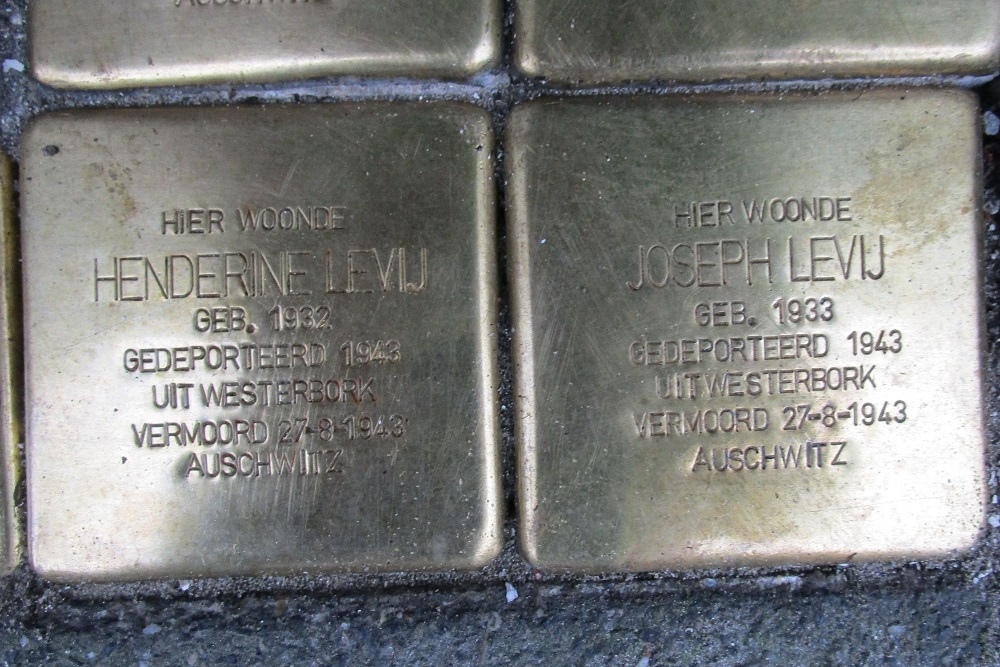 HIER WOONDE
HENDERINE LEVIJ
GEB. 1932
GEDEPORTEERD 1943
UIT WESTERBORK
VERMOORD 27-8-1943
AUSCHWITZ
HIER WOONDE
JOSEPH LEVIJ
GEB. 1933
GEDEPORTEERD 1943
UIT WESTERBORK
VERMOORD 27-8-1943
AUSCHWITZ